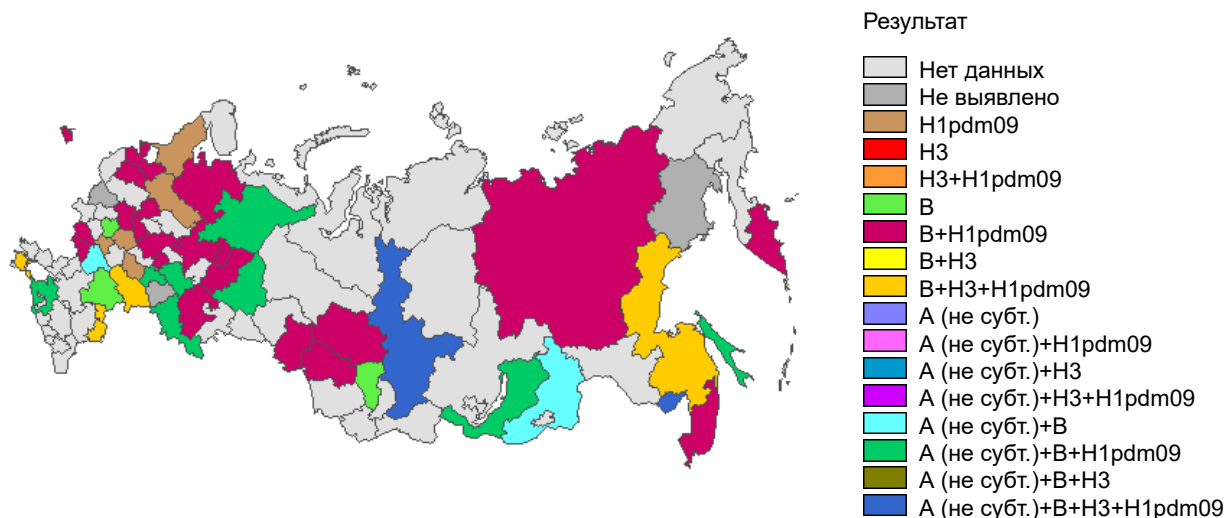 Результат
Нет данных
Не выявлено
H1pdm09
H3
H3+H1pdm09
B
B+H1pdm09
B+H3
B+H3+H1pdm09
А (не субт.)
А (не субт.)+H1pdm09
А (не субт.)+H3
А (не субт.)+H3+H1pdm09
А (не субт.)+B
А (не субт.)+B+H1pdm09
А (не субт.)+B+H3
А (не субт.)+B+H3+H1pdm09